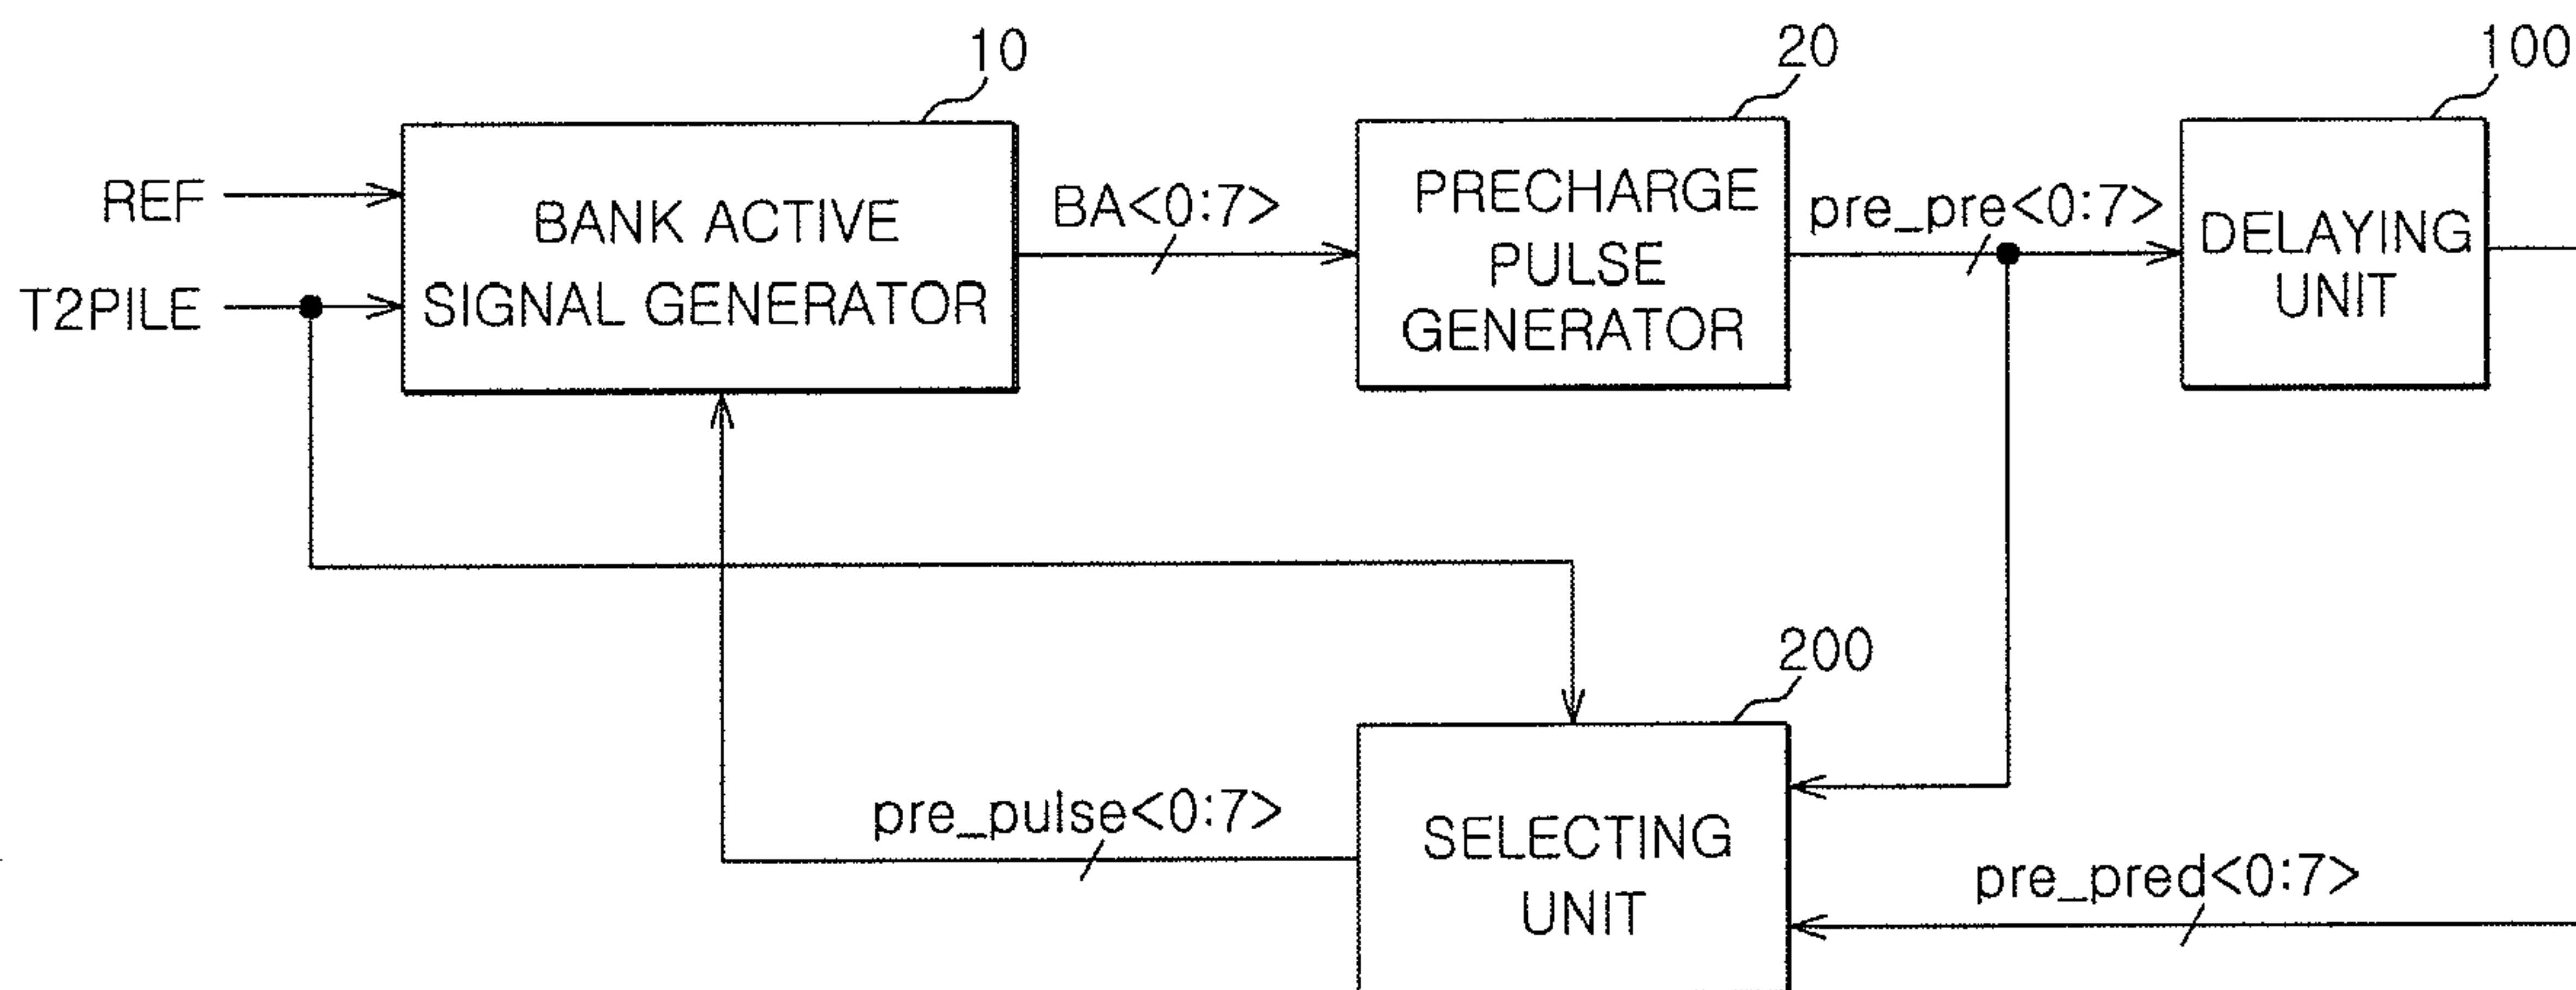 10
20
100
REF
T2PILE
BANK ACTIVE
SIGNAL GENERATOR
BA<0:7>
PRECHARGE
PULSE
GENERATOR
pre_pre<0:7>
DELAYING
UNIT
200
pre_pulse<0:7>
SELECTING
UNIT
pre_pred<0:7>